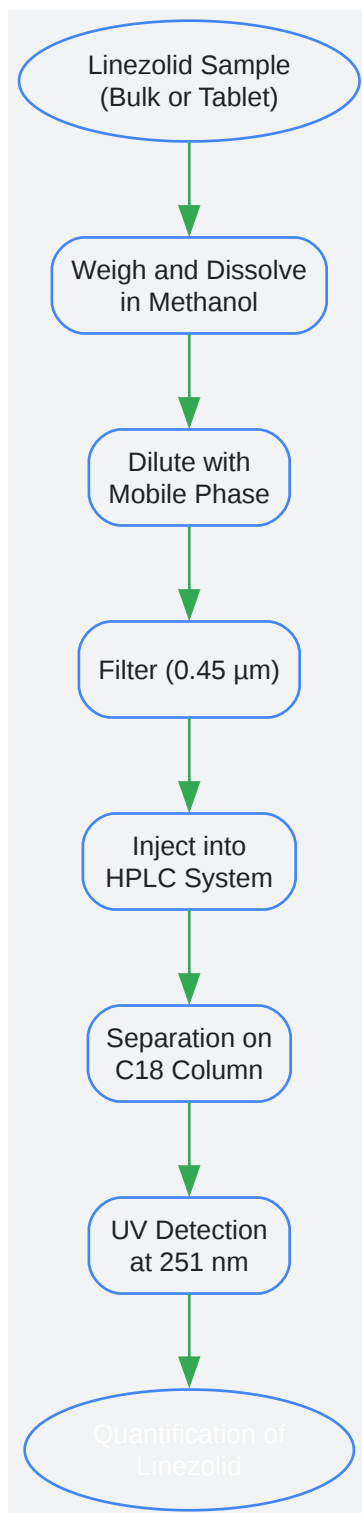 Linezolid Sample
(Bulk or Tablet)
Weigh and Dissolve
in Methanol
Dilute with
Mobile Phase
Filter (0.45 µm)
Inject into
HPLC System
Separation on
C18 Column
UV Detection
at 251 nm
Quantification of
Linezolid